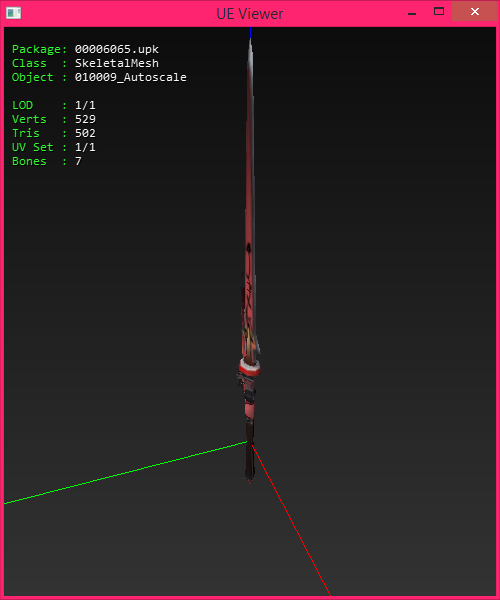 UE Viewer
Package: 00006065.upk
Class  : SkeletalMesh
Object : 010009_Autoscale
LOD    : 1/1
Verts  : 529
Tris   : 502
UV Set : 1/1
Bones  : 7